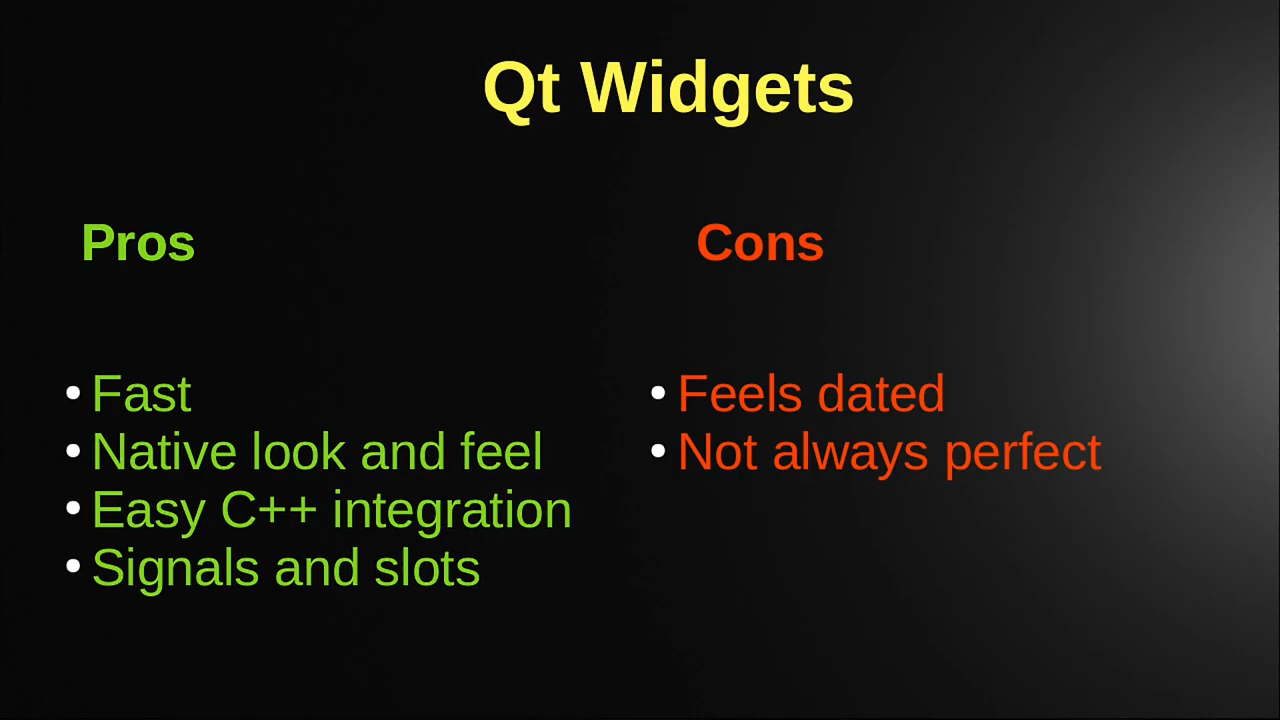 Qt Widgets
Pros
• Fast
• Native look and feel
• Easy C++ integration
• Signals and slots
Cons
• Feels dated
• Not always perfect